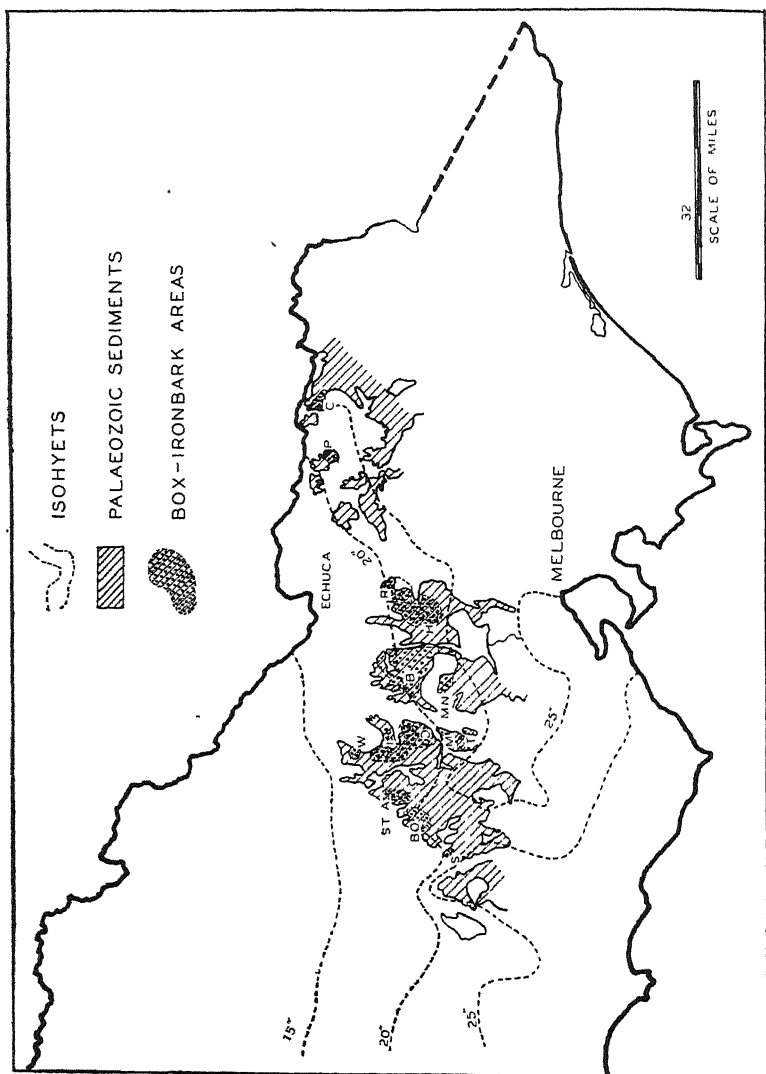 ISOHYETS
PALAEOZOIC SEDIMENTS
BOX-IRONBARK AREAS
ECHUCA
MELBOURNE
15"
20"
25"
20"
25"
W
ST A
BO
S
D
M
T
B
MN
R
H
P
C
32
SCALE OF MILES